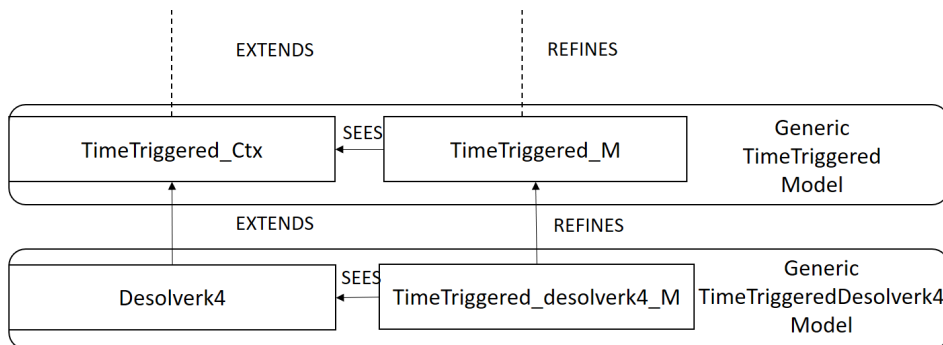 EXTENDS
REFINES
TimeTriggered_Ctx
SEES
TimeTriggered_M
Generic
TimeTriggered
Model
EXTENDS
REFINES
Desolverk4
SEES
TimeTriggered_desolverk4_M
Generic
TimeTriggeredDesolverk4
Model